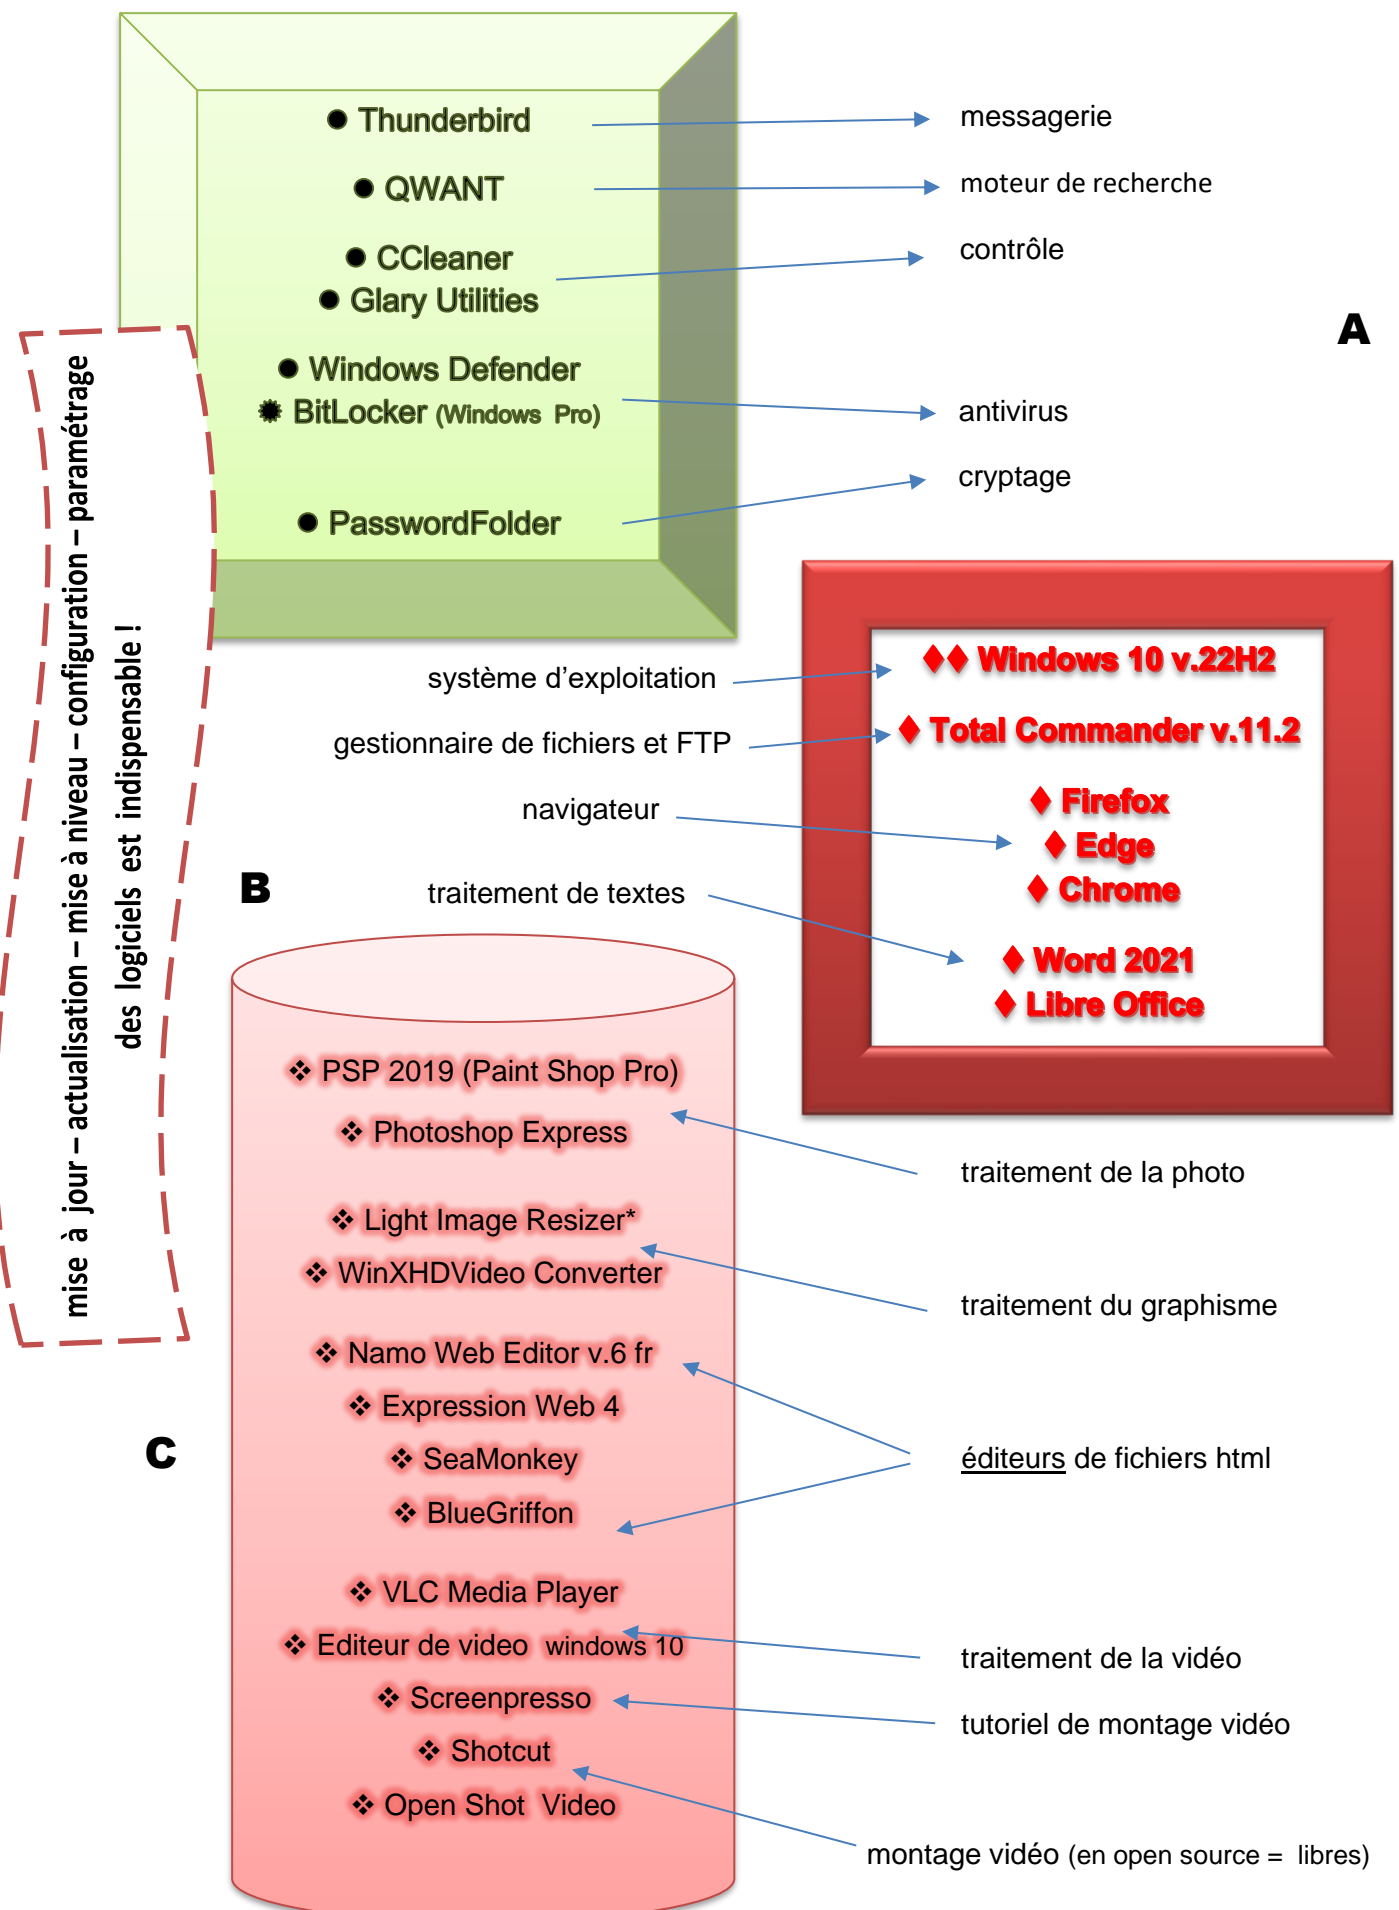 ● Thunderbird
messagerie
● QWANT
moteur de recherche
● CCleaner
contrôle
● Glary Utilities
A
● Windows Defender
BitLocker (Windows Pro)
antivirus
cryptage
● PasswordFolder
mise à jour – actualisation – mise à niveau – configuration – paramétrage
des logiciels est indispensable !
système d’exploitation
♦♦ Windows 10 v.22H2
gestionnaire de fichiers et FTP
♦ Total Commander v.11.2
navigateur
♦ Firefox
♦ Edge
♦ Chrome
B
traitement de textes
♦ Word 2021
♦ Libre Office
❖ PSP 2019 (Paint Shop Pro)
❖ Photoshop Express
traitement de la photo
❖ Light Image Resizer*
❖ WinXHDVideo Converter
traitement du graphisme
❖ Namo Web Editor v.6 fr
❖ Expression Web 4
C
❖ SeaMonkey
éditeurs de fichiers html
❖ BlueGriffon
❖ VLC Media Player
❖ Editeur de video windows 10
traitement de la vidéo
❖ Screenpresso
tutoriel de montage vidéo
❖ Shotcut
❖ Open Shot Video
montage vidéo (en open source = libres)